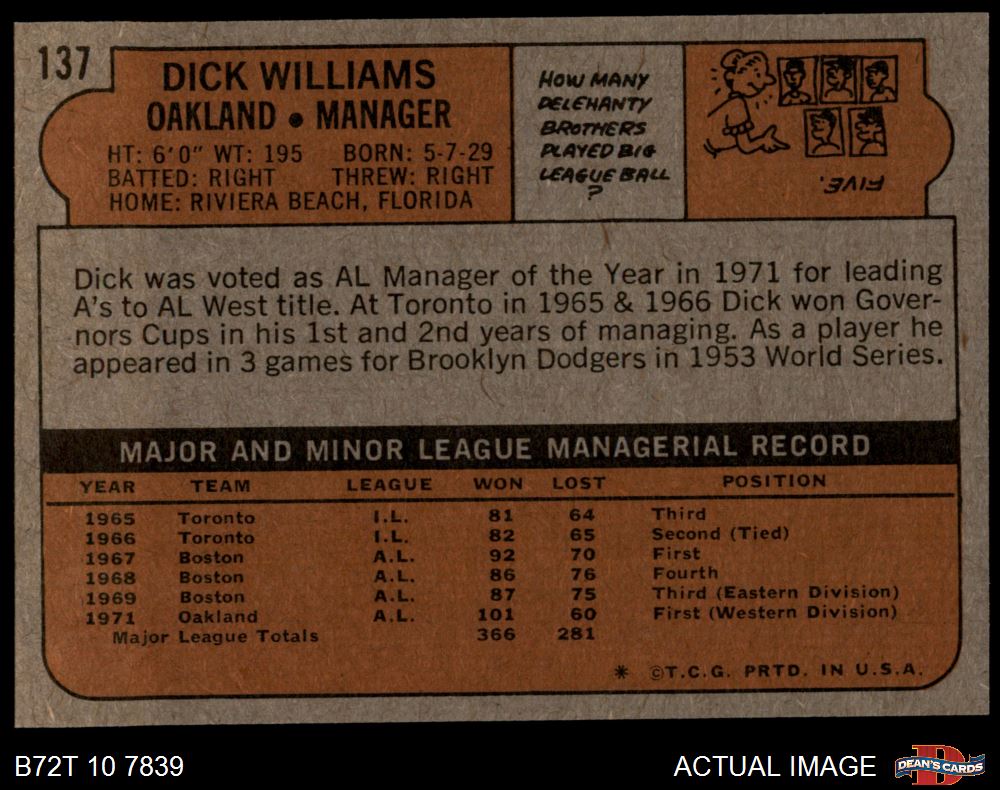 137
DICK WILLIAMS
OAKLAND • MANAGER
HT: 6'0" WT: 195 BORN: 5-7-29
BATTED: RIGHT THREW: RIGHT
HOME: RIVIERA BEACH, FLORIDA
HOW MANY
DELEHANTY
BROTHERS
PLAYED BIG
LEAGUE BALL
?
FIVE.
Dick was voted as AL Manager of the Year in 1971 for leading
A's to AL West title. At Toronto in 1965 & 1966 Dick won Gover-
nors Cups in his 1st and 2nd years of managing. As a player he
appeared in 3 games for Brooklyn Dodgers in 1953 World Series.
MAJOR AND MINOR LEAGUE MANAGERIAL RECORD
YEAR TEAM LEAGUE WON LOST POSITION
1965 Toronto I.L. 81 64 Third
1966 Toronto I.L. 82 65 Second (Tied)
1967 Boston A.L. 92 70 First
1968 Boston A.L. 86 76 Fourth
1969 Boston A.L. 87 75 Third (Eastern Division)
1971 Oakland A.L. 101 60 First (Western Division)
Major League Totals 366 281
* ©T.C.G. PRTD. IN U.S.A.
B72T 10 7839
ACTUAL IMAGE
DEAN'S CARDS